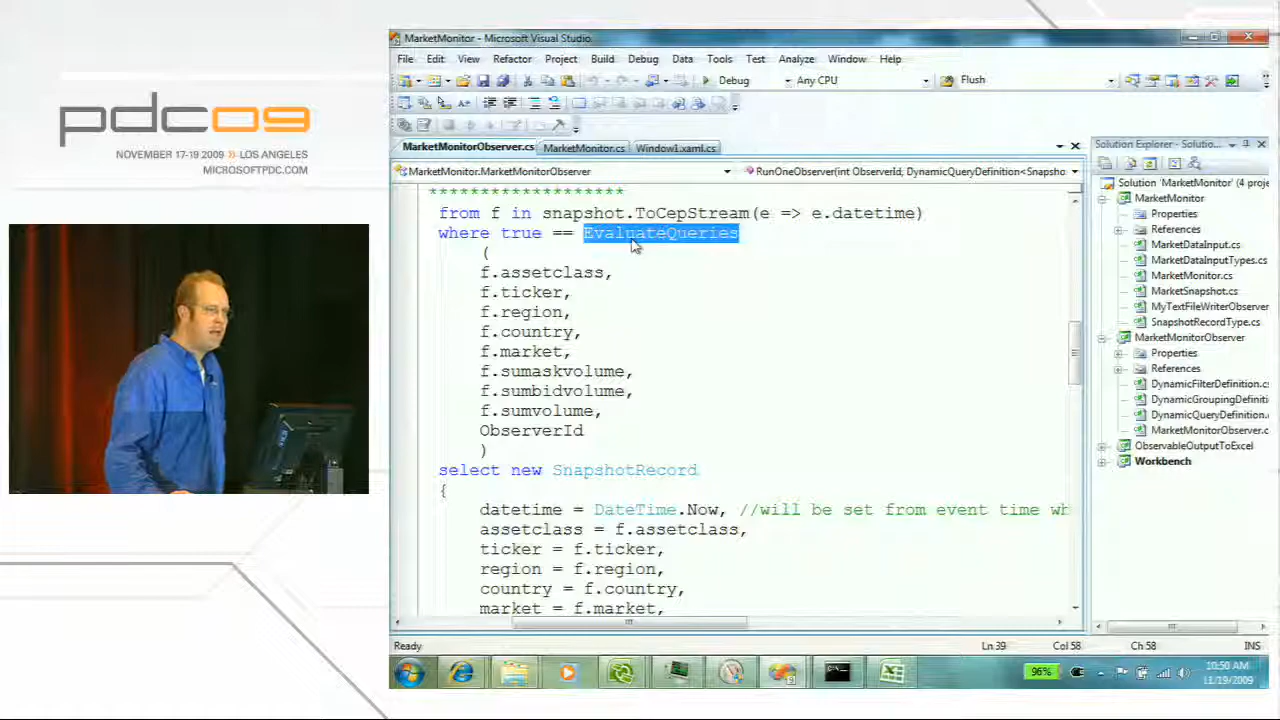 pdc09
NOVEMBER 17-19 2009 » LOS ANGELES
MICROSOFTPDC.COM
MarketMonitor - Microsoft Visual Studio
File Edit View Refactor Project Build Debug Data Tools Test Analyze Window Help
Debug Any CPU Flush
MarketMonitorObserver.cs MarketMonitor.cs Window1.xaml.cs
MarketMonitor.MarketMonitorObserver RunOneObserver(int ObserverId, DynamicQueryDefinition<Snapsho
*******************
from f in snapshot.ToCepStream(e => e.datetime)
where true == EvaluateQueries
(
f.assetclass,
f.ticker,
f.region,
f.country,
f.market,
f.sumaskvolume,
f.sumbidvolume,
f.sumvolume,
ObserverId
)
select new SnapshotRecord
{
datetime = DateTime.Now, //will be set from event time wh
assetclass = f.assetclass,
ticker = f.ticker,
region = f.region,
country = f.country,
market = f.market,
Solution Explorer - Solutio...
Solution 'MarketMonitor' (4 proje
MarketMonitor
Properties
References
MarketDataInput.cs
MarketDataInputTypes.cs
MarketMonitor.cs
MarketSnapshot.cs
MyTextFileWriterObserver
SnapshotRecordType.cs
MarketMonitorObserver
Properties
References
DynamicFilterDefinition.c
DynamicGroupingDefiniti
DynamicQueryDefinition.
MarketMonitorObserver.c
ObservableOutputToExcel
Workbench
Ready Ln 39 Col 58 Ch 58 INS
96% 10:50 AM
11/19/2009